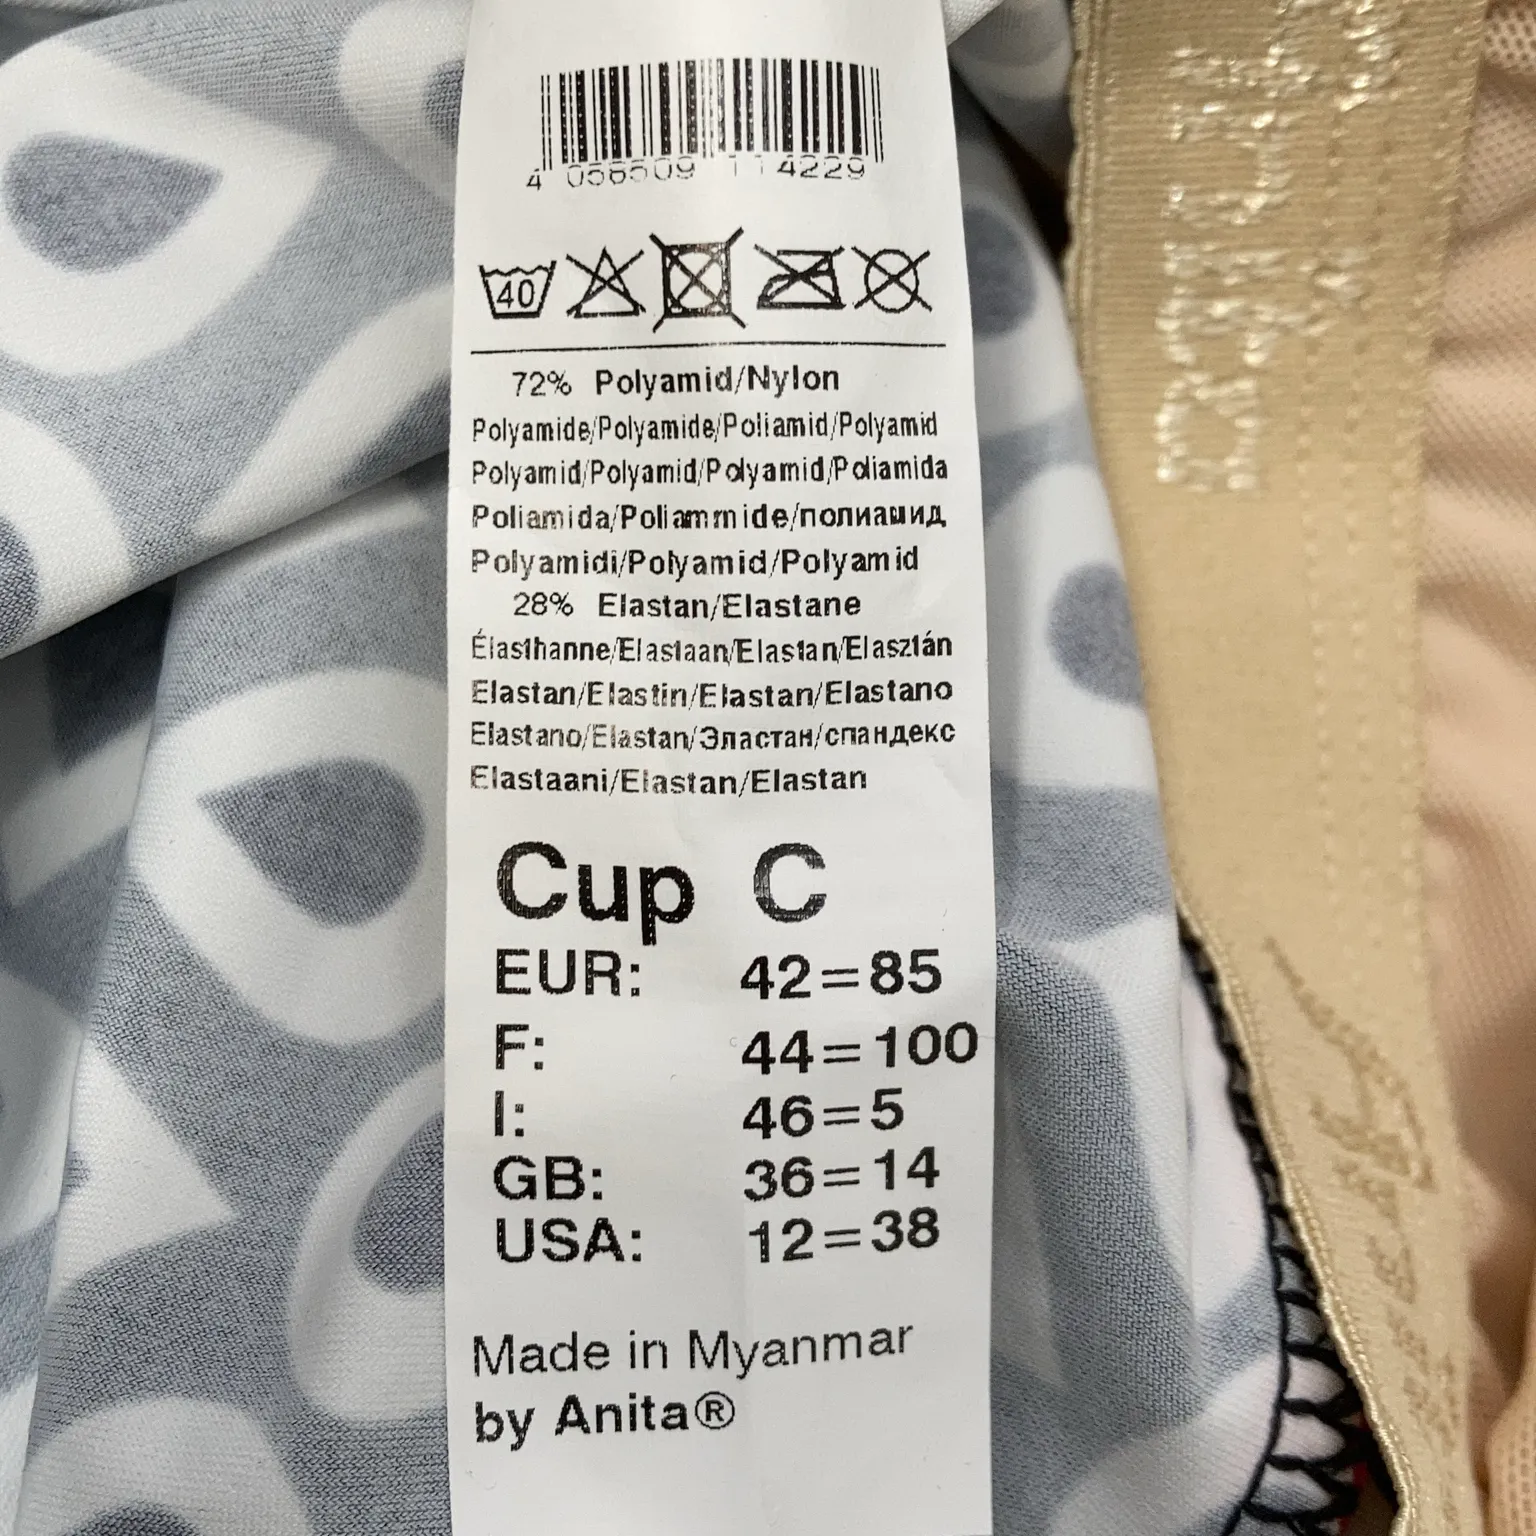 4 056509 114229
40
72% Polyamid/Nylon
Polyamide/Polyamide/Poliamid/Polyamid
Polyamid/Polyamid/Polyamid/Poliamida
Poliamida/Poliammide/полиамид
Polyamidi/Polyamid/Polyamid
28% Elastan/Elastane
Élasthanne/Elastaan/Elastan/Elasztán
Elastan/Elastin/Elastan/Elastano
Elastano/Elastan/Эластан/спандекс
Elastaani/Elastan/Elastan
Cup C
EUR: 42=85
F: 44=100
I: 46=5
GB: 36=14
USA: 12=38
Made in Myanmar
by Anita®